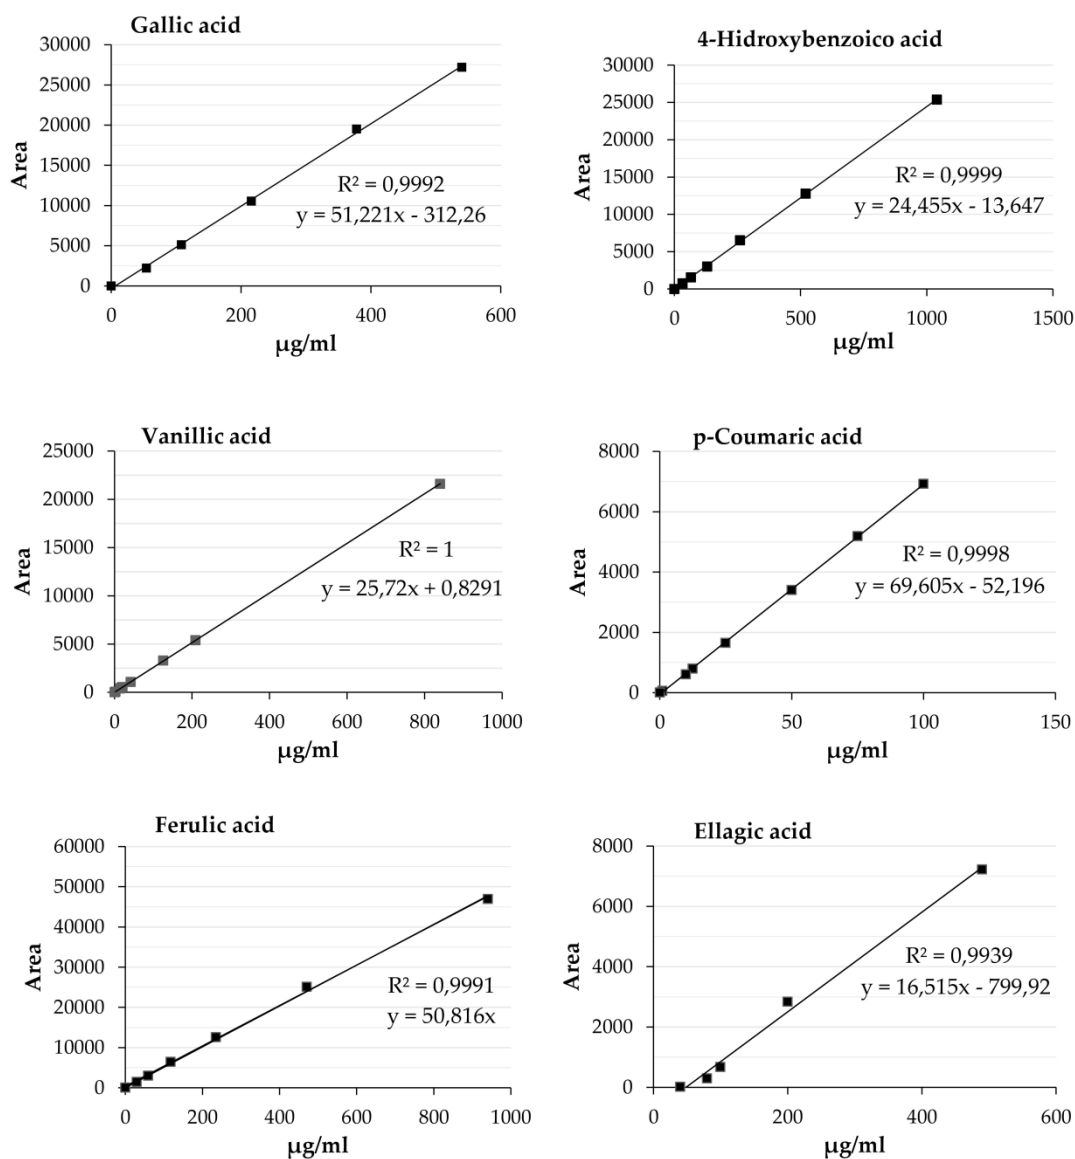 Gallic acid
30000
25000
20000
15000
10000
5000
0
Area
R² = 0,9992
y = 51,221x - 312,26
0 200 400 600
µg/ml
4-Hidroxybenzoico acid
30000
25000
20000
15000
10000
5000
0
Area
R² = 0,9999
y = 24,455x - 13,647
0 500 1000 1500
µg/ml
Vanillic acid
25000
20000
15000
10000
5000
0
Area
R² = 1
y = 25,72x + 0,8291
0 200 400 600 800 1000
µg/ml
p-Coumaric acid
8000
6000
4000
2000
0
Area
R² = 0,9998
y = 69,605x - 52,196
0 50 100 150
µg/ml
Ferulic acid
60000
50000
40000
30000
20000
10000
0
Area
R² = 0,9991
y = 50,816x
0 200 400 600 800 1000
µg/ml
Ellagic acid
8000
6000
4000
2000
0
Area
R² = 0,9939
y = 16,515x - 799,92
0 200 400 600
µg/ml